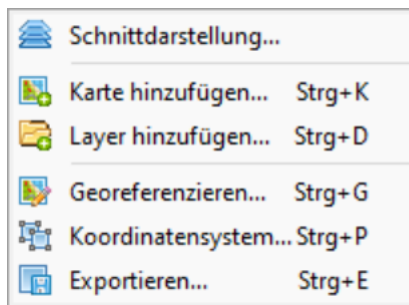 Schnittdarstellung...
Karte hinzufügen... Strg+K
Layer hinzufügen... Strg+D
Georeferenzieren... Strg+G
Koordinatensystem... Strg+P
Exportieren... Strg+E